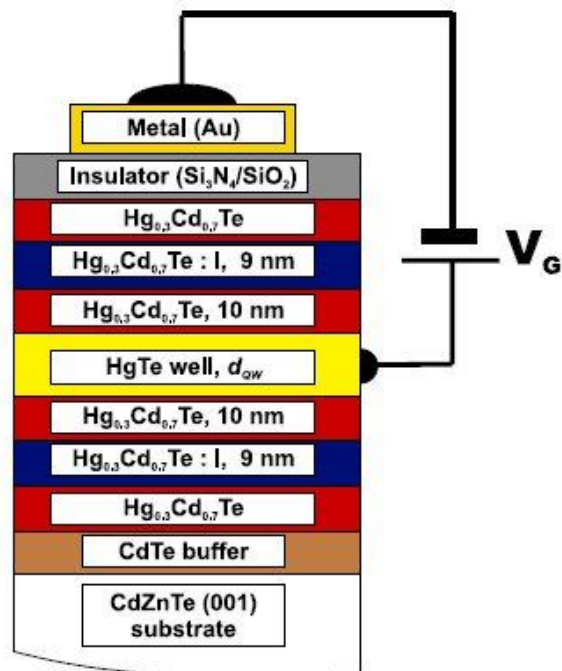 Metal (Au)
Insulator (Si₃N₄/SiO₂)
Hg₀.₃Cd₀.₇Te
Hg₀.₃Cd₀.₇Te : I, 9 nm
V_G
Hg₀.₃Cd₀.₇Te, 10 nm
HgTe well, d_QW
Hg₀.₃Cd₀.₇Te, 10 nm
Hg₀.₃Cd₀.₇Te : I, 9 nm
Hg₀.₃Cd₀.₇Te
CdTe buffer
CdZnTe (001)
substrate